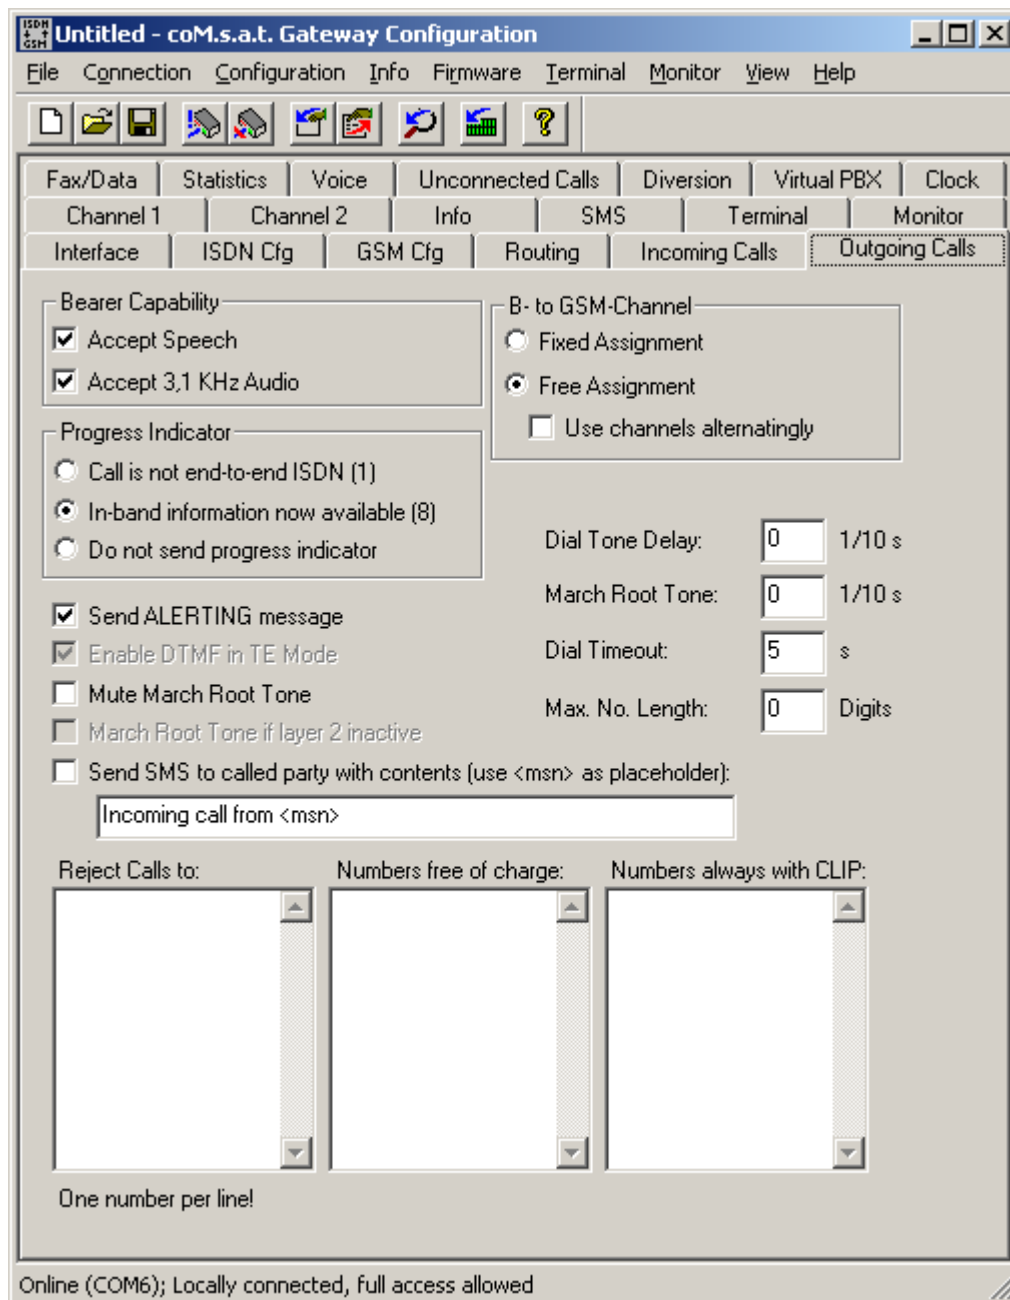 ISDN
GSM
Untitled - coM.s.a.t. Gateway Configuration
File Connection Configuration Info Firmware Terminal Monitor View Help
Fax/Data Statistics Voice Unconnected Calls Diversion Virtual PBX Clock
Channel 1 Channel 2 Info SMS Terminal Monitor
Interface ISDN Cfg GSM Cfg Routing Incoming Calls Outgoing Calls
Bearer Capability
Accept Speech
Accept 3,1 KHz Audio
B- to GSM-Channel
Fixed Assignment
Free Assignment
Use channels alternatingly
Progress Indicator
Call is not end-to-end ISDN (1)
In-band information now available (8)
Do not send progress indicator
Dial Tone Delay: 0 1/10 s
March Root Tone: 0 1/10 s
Dial Timeout: 5 s
Max. No. Length: 0 Digits
Send ALERTING message
Enable DTMF in TE Mode
Mute March Root Tone
March Root Tone if layer 2 inactive
Send SMS to called party with contents (use <msn> as placeholder):
Incoming call from <msn>
Reject Calls to: Numbers free of charge: Numbers always with CLIP:
One number per line!
Online (COM6); Locally connected, full access allowed